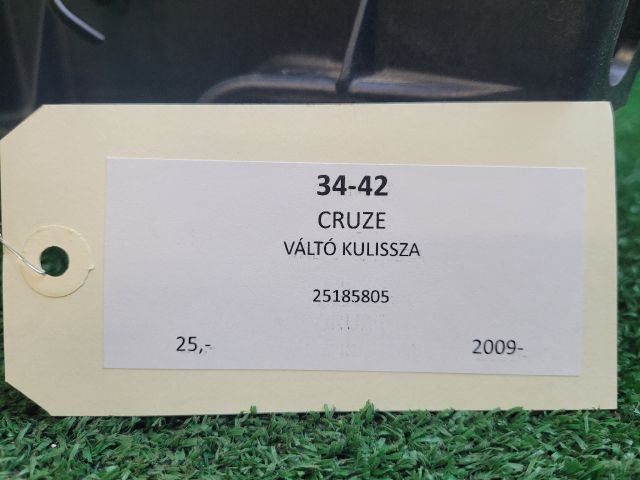 34-42
CRUZE
VÁLTÓ KULISSZA
25185805
25,- 2009-